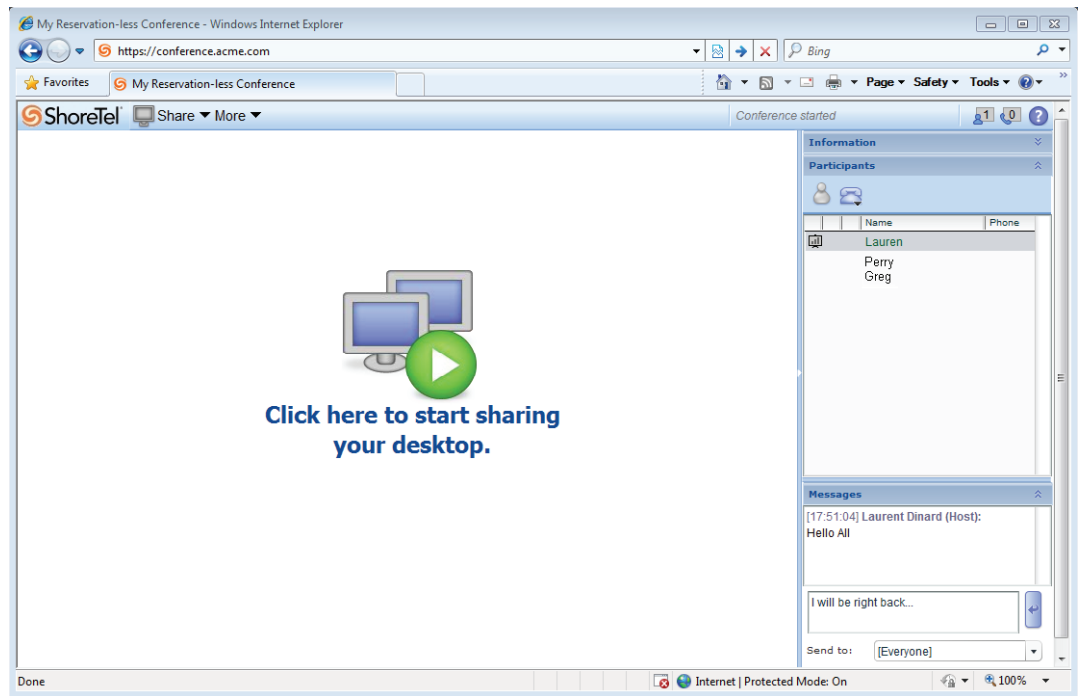 My Reservation-less Conference - Windows Internet Explorer
https://conference.acme.com
Bing
Favorites
My Reservation-less Conference
Page
Safety
Tools
ShoreTel
Share
More
Conference started
1
0
Information
Participants
Name
Phone
Lauren
Perry
Greg
Click here to start sharing
your desktop.
Messages
[17:51:04] Laurent Dinard (Host):
Hello All
I will be right back...
Send to:
[Everyone]
Done
Internet | Protected Mode: On
100%